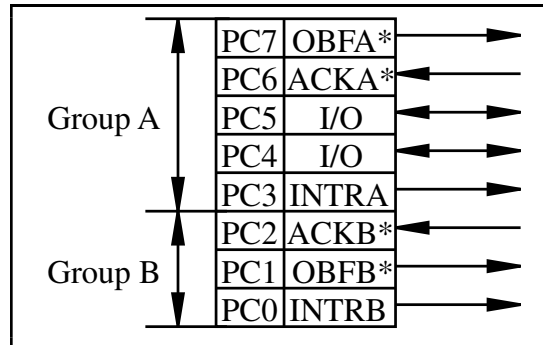 PC7 OBFA*
PC6 ACKA*
Group A PC5 I/O
PC4 I/O
PC3 INTRA
PC2 ACKB*
Group B PC1 OBFB*
PC0 INTRB